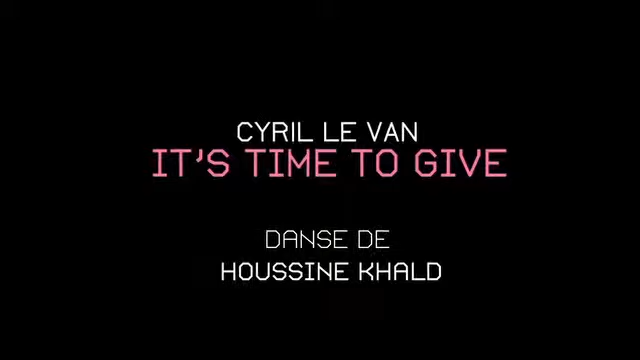 CYRIL LE VAN
IT'S TIME TO GIVE
DANSE DE
HOUSSINE KHALD